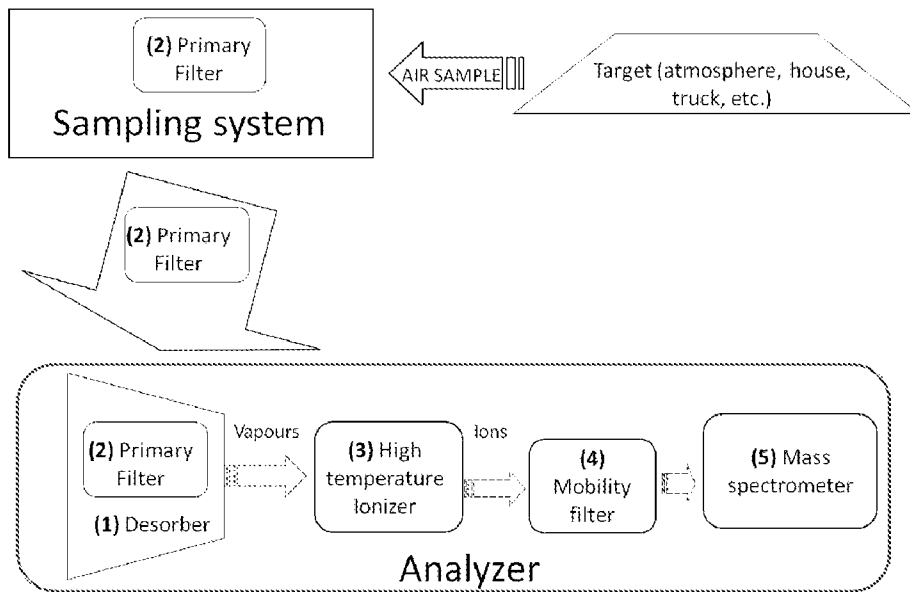 (2) Primary
Filter
Sampling system
AIR SAMPLE
Target (atmosphere, house,
truck, etc.)
(2) Primary
Filter
(2) Primary
Filter
(1) Desorber
Vapours
(3) High
temperature
Ionizer
Ions
(4)
Mobility
filter
(5) Mass
spectrometer
Analyzer